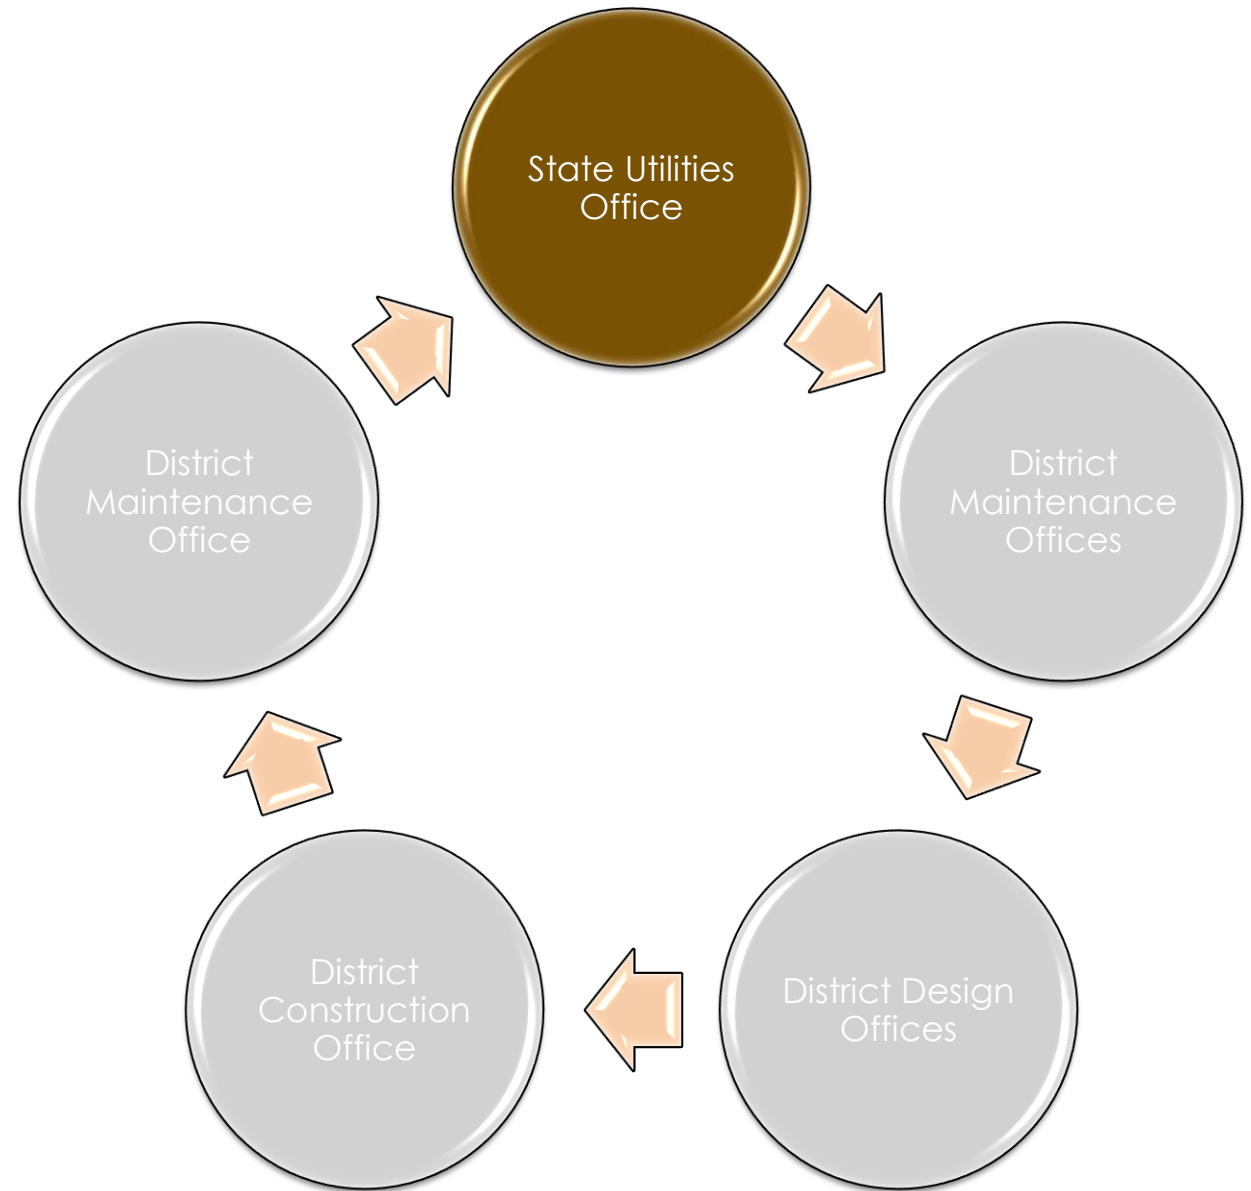 State Utilities
Office
District
Maintenance
Offices
District Design
Offices
District
Construction
Office
District
Maintenance
Office